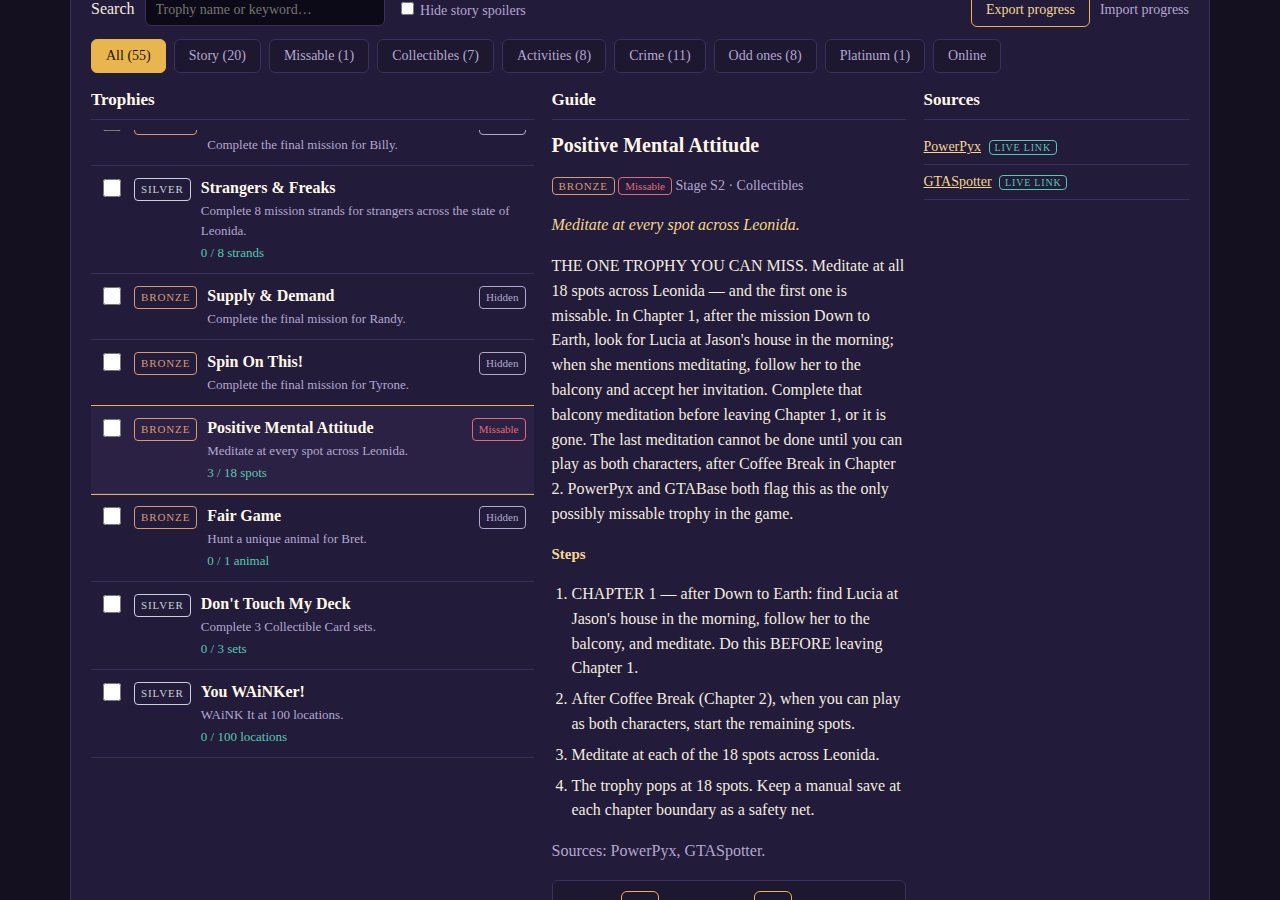 Search Trophy name or keyword… Hide story spoilers Export progress Import progress
All (55) Story (20) Missable (1) Collectibles (7) Activities (8) Crime (11) Odd ones (8) Platinum (1) Online
Trophies
Complete the final mission for Billy.
SILVER Strangers & Freaks
Complete 8 mission strands for strangers across the state of
Leonida.
0 / 8 strands
BRONZE Supply & Demand Hidden
Complete the final mission for Randy.
BRONZE Spin On This! Hidden
Complete the final mission for Tyrone.
BRONZE Positive Mental Attitude Missable
Meditate at every spot across Leonida.
3 / 18 spots
BRONZE Fair Game Hidden
Hunt a unique animal for Bret.
0 / 1 animal
SILVER Don't Touch My Deck
Complete 3 Collectible Card sets.
0 / 3 sets
SILVER You WAiNKer!
WAiNK It at 100 locations.
0 / 100 locations
Guide
Positive Mental Attitude
BRONZE Missable Stage S2 · Collectibles
Meditate at every spot across Leonida.
THE ONE TROPHY YOU CAN MISS. Meditate at all
18 spots across Leonida — and the first one is
missable. In Chapter 1, after the mission Down to
Earth, look for Lucia at Jason's house in the morning;
when she mentions meditating, follow her to the
balcony and accept her invitation. Complete that
balcony meditation before leaving Chapter 1, or it is
gone. The last meditation cannot be done until you can
play as both characters, after Coffee Break in Chapter
2. PowerPyx and GTABase both flag this as the only
possibly missable trophy in the game.
Steps
1. CHAPTER 1 — after Down to Earth: find Lucia at
Jason's house in the morning, follow her to the
balcony, and meditate. Do this BEFORE leaving
Chapter 1.
2. After Coffee Break (Chapter 2), when you can play
as both characters, start the remaining spots.
3. Meditate at each of the 18 spots across Leonida.
4. The trophy pops at 18 spots. Keep a manual save at
each chapter boundary as a safety net.
Sources: PowerPyx, GTASpotter.
Sources
PowerPyx LIVE LINK
GTASpotter LIVE LINK